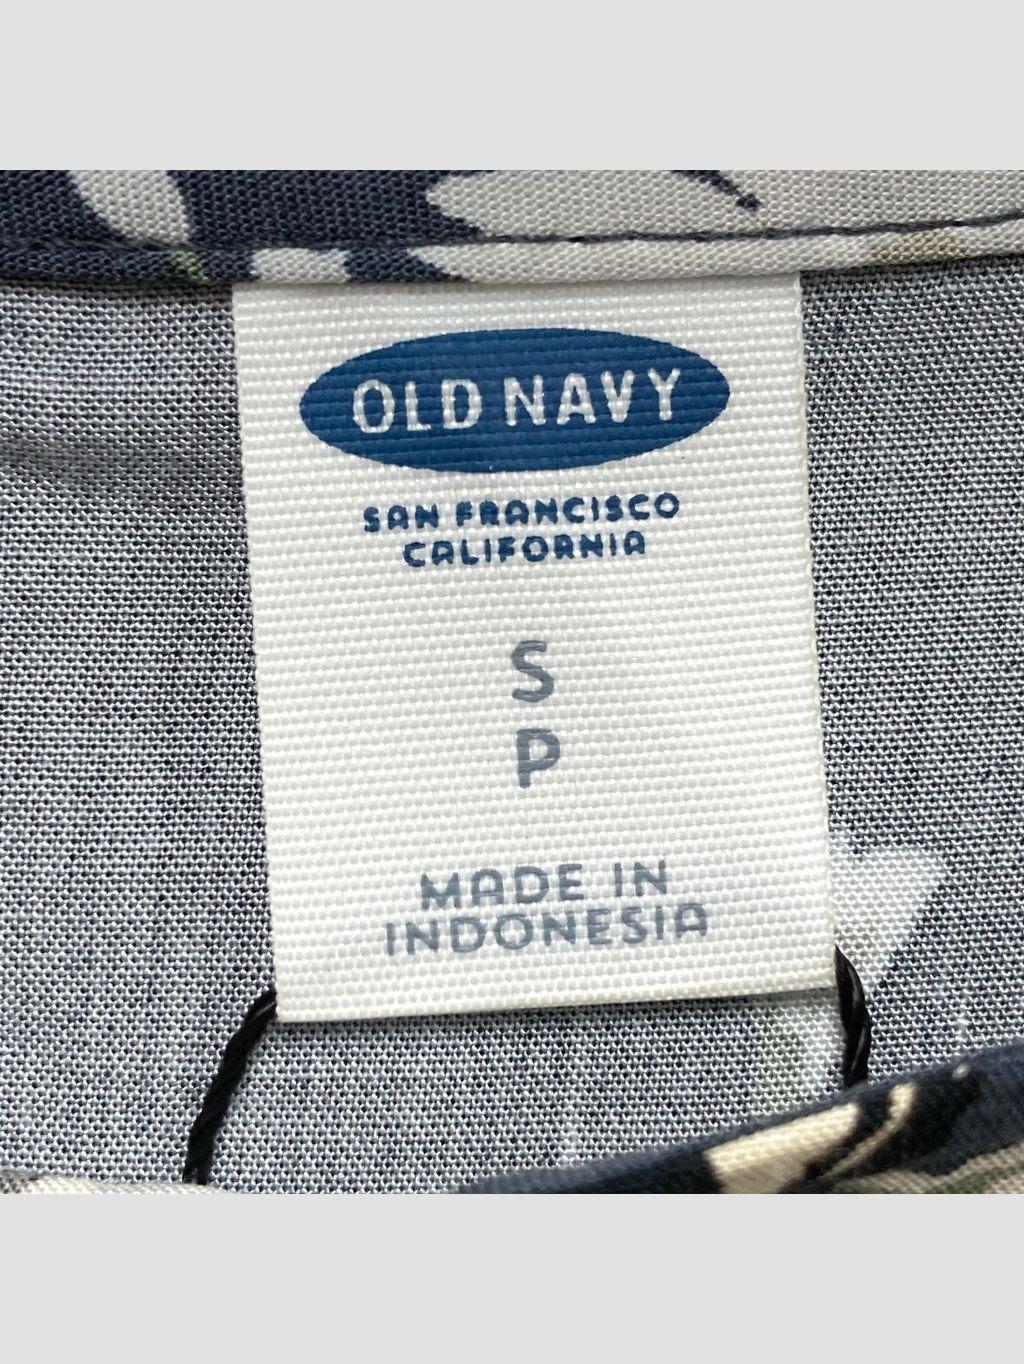 OLD NAVY
SAN FRANCISCO
CALIFORNIA
S
P
MADE IN
INDONESIA